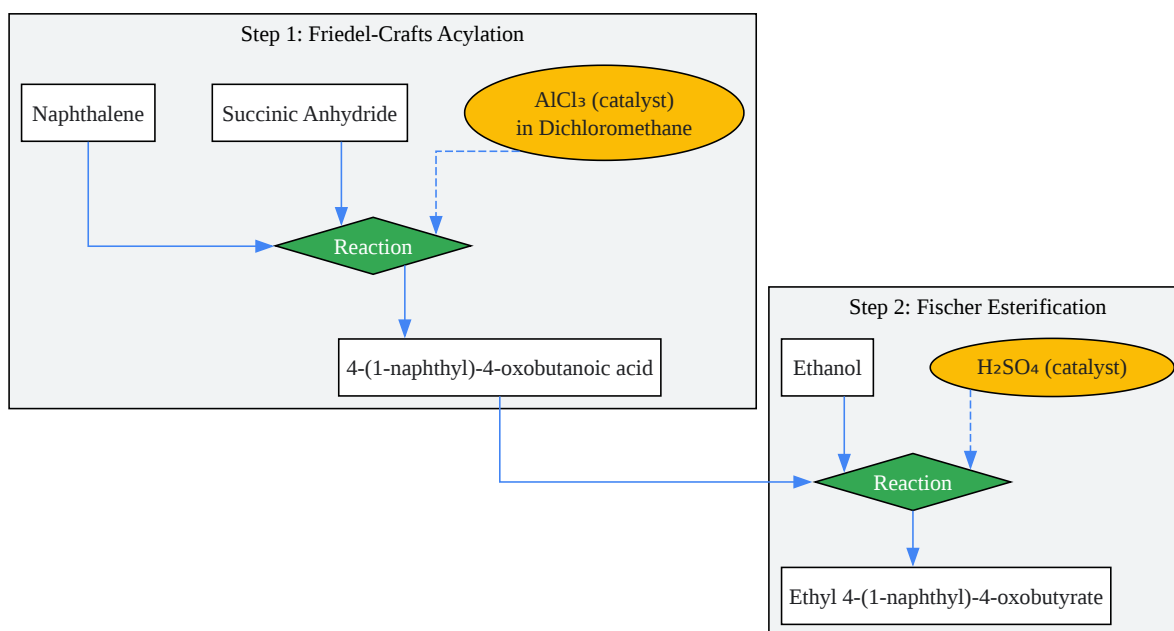 Step 1: Friedel-Crafts Acylation
Naphthalene
Succinic Anhydride
AlCl₃ (catalyst)
in Dichloromethane
Reaction
4-(1-naphthyl)-4-oxobutanoic acid
Step 2: Fischer Esterification
Ethanol
H₂SO₄ (catalyst)
Reaction
Ethyl 4-(1-naphthyl)-4-oxobutyrate